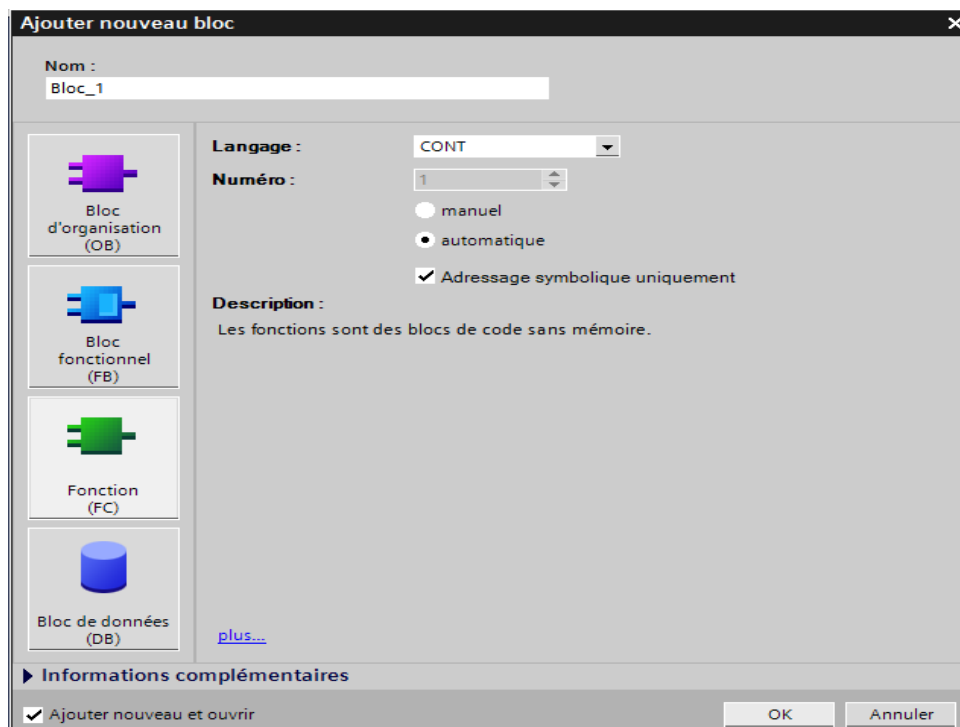 Ajouter nouveau bloc
Nom :
Bloc_1
Bloc
d'organisation
(OB)
Bloc
fonctionnel
(FB)
Fonction
(FC)
Bloc de données
(DB)
Langage :
CONT
Numéro :
1
manuel
automatique
Adressage symbolique uniquement
Description :
Les fonctions sont des blocs de code sans mémoire.
plus...
Informations complémentaires
Ajouter nouveau et ouvrir
OK
Annuler